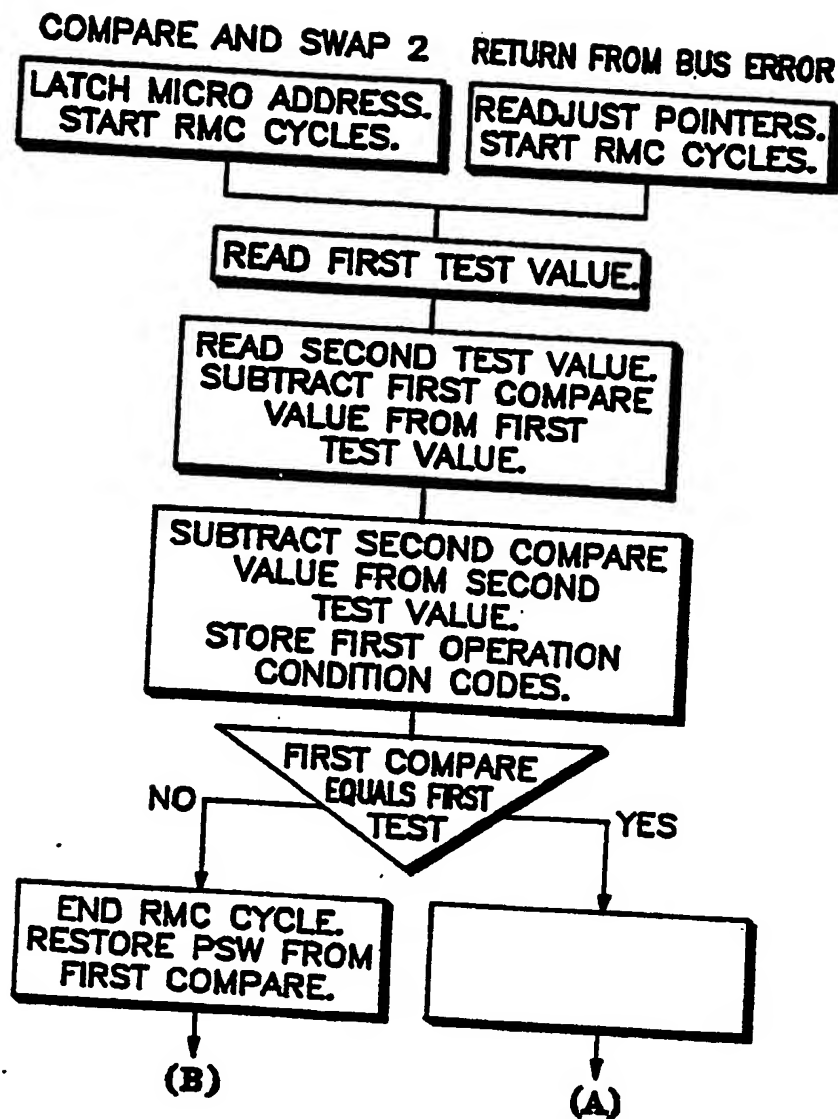 COMPARE AND SWAP 2
RETURN FROM BUS ERROR
LATCH MICRO ADDRESS.
START RMC CYCLES.
READJUST POINTERS.
START RMC CYCLES.
READ FIRST TEST VALUE.
READ SECOND TEST VALUE.
SUBTRACT FIRST COMPARE
VALUE FROM FIRST
TEST VALUE.
SUBTRACT SECOND COMPARE
VALUE FROM SECOND
TEST VALUE.
STORE FIRST OPERATION
CONDITION CODES.
FIRST COMPARE
EQUALS FIRST
TEST
NO
YES
END RMC CYCLE.
RESTORE PSW FROM
FIRST COMPARE.
(B)
(A)